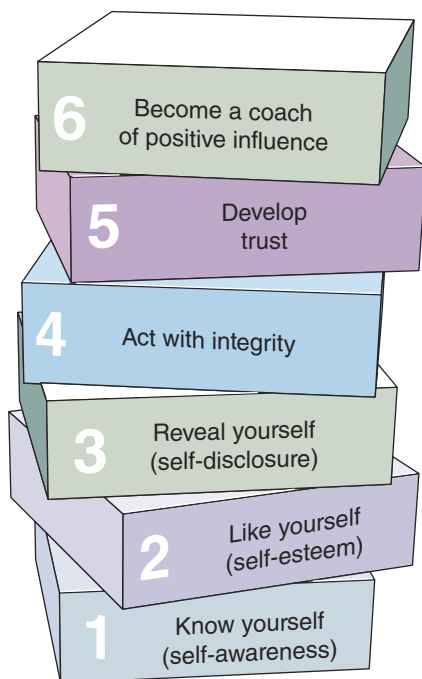 6
Become a coach
of positive influence
5
Develop
trust
4
Act with integrity
3
Reveal yourself
(self-disclosure)
2
Like yourself
(self-esteem)
1
Know yourself
(self-awareness)